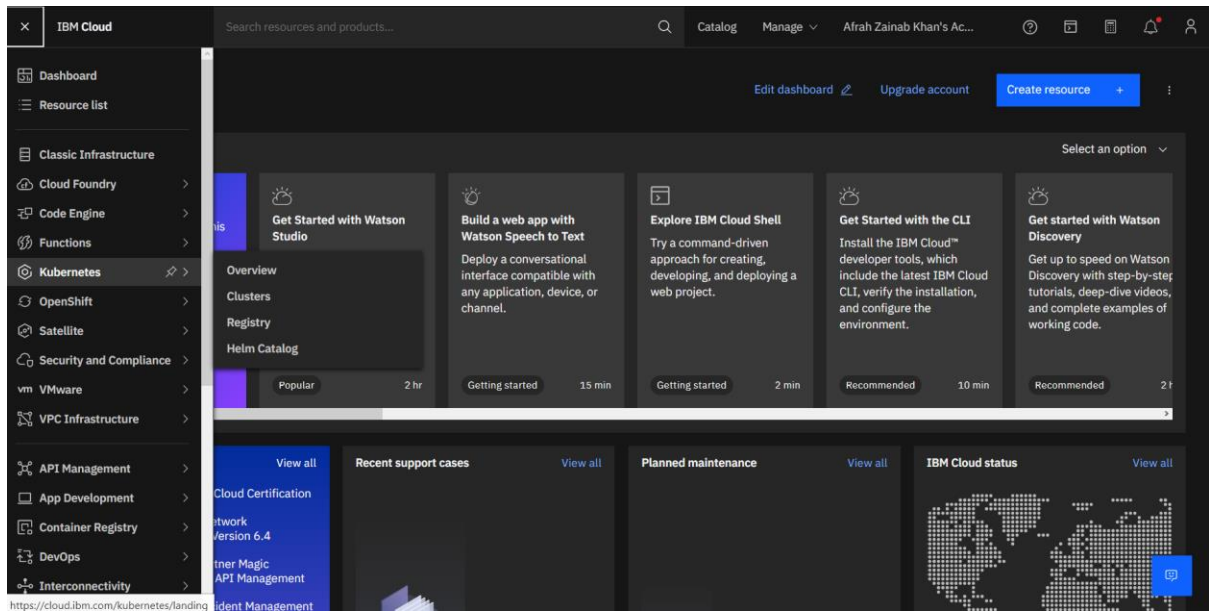 IBM Cloud
Search resources and products...
Catalog
Manage
Afrah Zainab Khan's Ac...
Dashboard
Resource list
Classic Infrastructure
Cloud Foundry
Code Engine
Functions
Kubernetes
OpenShift
Satellite
Security and Compliance
vm VMware
VPC Infrastructure
API Management
App Development
Container Registry
DevOps
Interconnectivity
https://cloud.ibm.com/kubernetes/landing
Overview
Clusters
Registry
Helm Catalog
Edit dashboard
Upgrade account
Create resource +
Select an option
Get Started with Watson
Studio
Popular
2 hr
Build a web app with
Watson Speech to Text
Deploy a conversational
interface compatible with
any application, device, or
channel.
Getting started
15 min
Explore IBM Cloud Shell
Try a command-driven
approach for creating,
developing, and deploying a
web project.
Getting started
2 min
Get Started with the CLI
Install the IBM Cloud™
developer tools, which
include the latest IBM Cloud
CLI, verify the installation,
and configure the
environment.
Recommended
10 min
Get started with Watson
Discovery
Get up to speed on Watson
Discovery with step-by-step
tutorials, deep-dive videos,
and complete examples of
working code.
Recommended
2 h
View all
Cloud Certification
Version 6.4
Magic
API Management
Management
Recent support cases
View all
Planned maintenance
View all
IBM Cloud status
View all